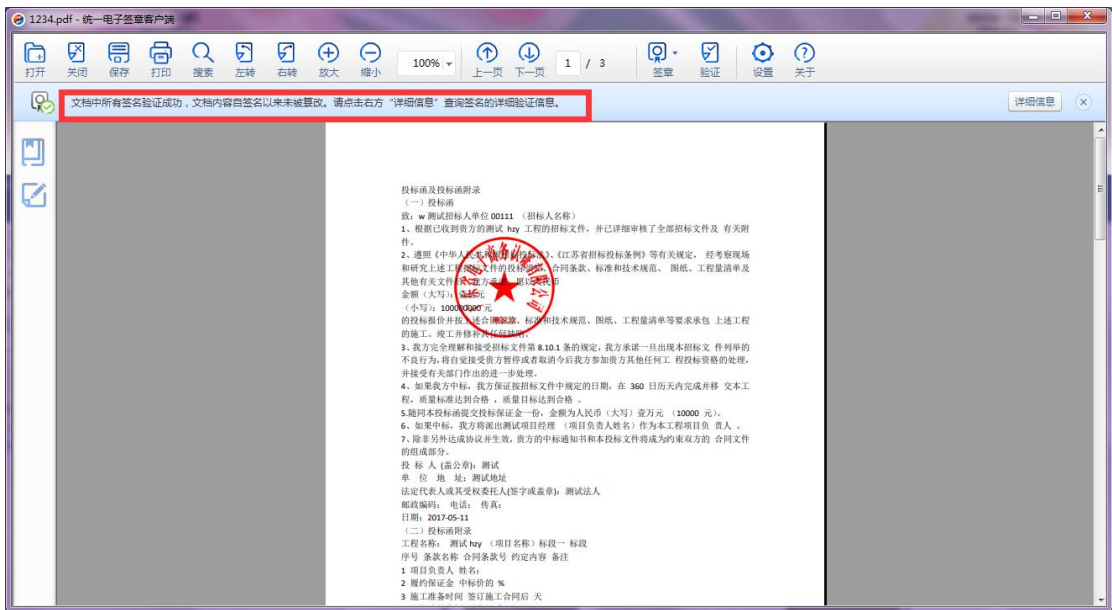 1234.pdf - 统一电子签章客户端
打开 关闭 保存 打印 搜索 左转 右转 放大 缩小 100% 上一页 下一页 1 / 3 签章 验证 设置 关于
文档中所有签名验证成功，文档内容自签名以来未被篡改。请点击右方“详细信息”查询签名的详细验证信息。 详细信息
投标函及投标函附录
（一）投标函
致：w 测试招标人单位 00111 （招标人名称）
1、根据已收到贵方的测试 hzy 工程的招标文件，并已详细审核了全部招标文件及 有关附
件。
2、遵照《中华人民共和国招标投标法》、《江苏省招标投标条例》等有关规定， 经考察现场
和研究上述工程招标文件的投标 合同条款、标准和技术规范、 图纸、工程量清单及
其他有关文件后，我方承 愿以人民币
金额（大写）： 元
（小写）：100000000 元
的投标报价并按上述合同条款、标准和技术规范、图纸、工程量清单等要求承包 上述工程
的施工、竣工并修补其任何缺陷。
3、我方完全理解和接受招标文件第 8.10.1 条的规定，我方承诺一旦出现本招标文 件列举的
不良行为，将自觉接受贵方暂停或者取消今后我方参加贵方其他任何工 程投标资格的处理，
并接受有关部门作出的进一步处理。
4、如果我方中标，我方保证按招标文件中规定的日期，在 360 日历天内完成并移 交本工
程，质量标准达到合格 ，质量目标达到合格 。
5.随同本投标函提交投标保证金一份，金额为人民币（大写）壹万元 （10000 元）。
6、如果中标，我方将派出测试项目经理 （项目负责人姓名）作为本工程项目负 责人 。
7、除非另外达成协议并生效，贵方的中标通知书和本投标文件将成为约束双方的 合同文件
的组成部分。
投 标 人 (盖公章)：测试
单 位 地 址：测试地址
法定代表人或其受权委托人(签字或盖章)：测试法人
邮政编码： 电话： 传真：
日期：2017-05-11
（二）投标函附录
工程名称： 测试 hzy （项目名称）标段一 标段
序号 条款名称 合同条款号 约定内容 备注
1 项目负责人 姓名：
2 履约保证金 中标价的 %
3 施工准备时间 签订施工合同后 天